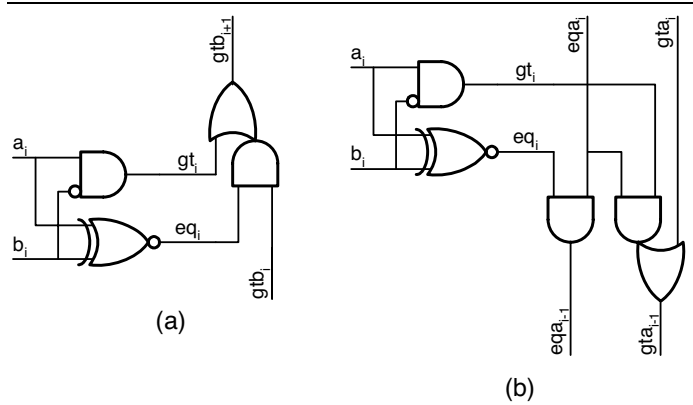 gtb_{i+1}
a_i
gt_i
b_i
eq_i
gtb_i
(a)
eqa_i
gta_i
a_i
gt_i
b_i
eq_i
eqa_{i-1}
gta_{i-1}
(b)